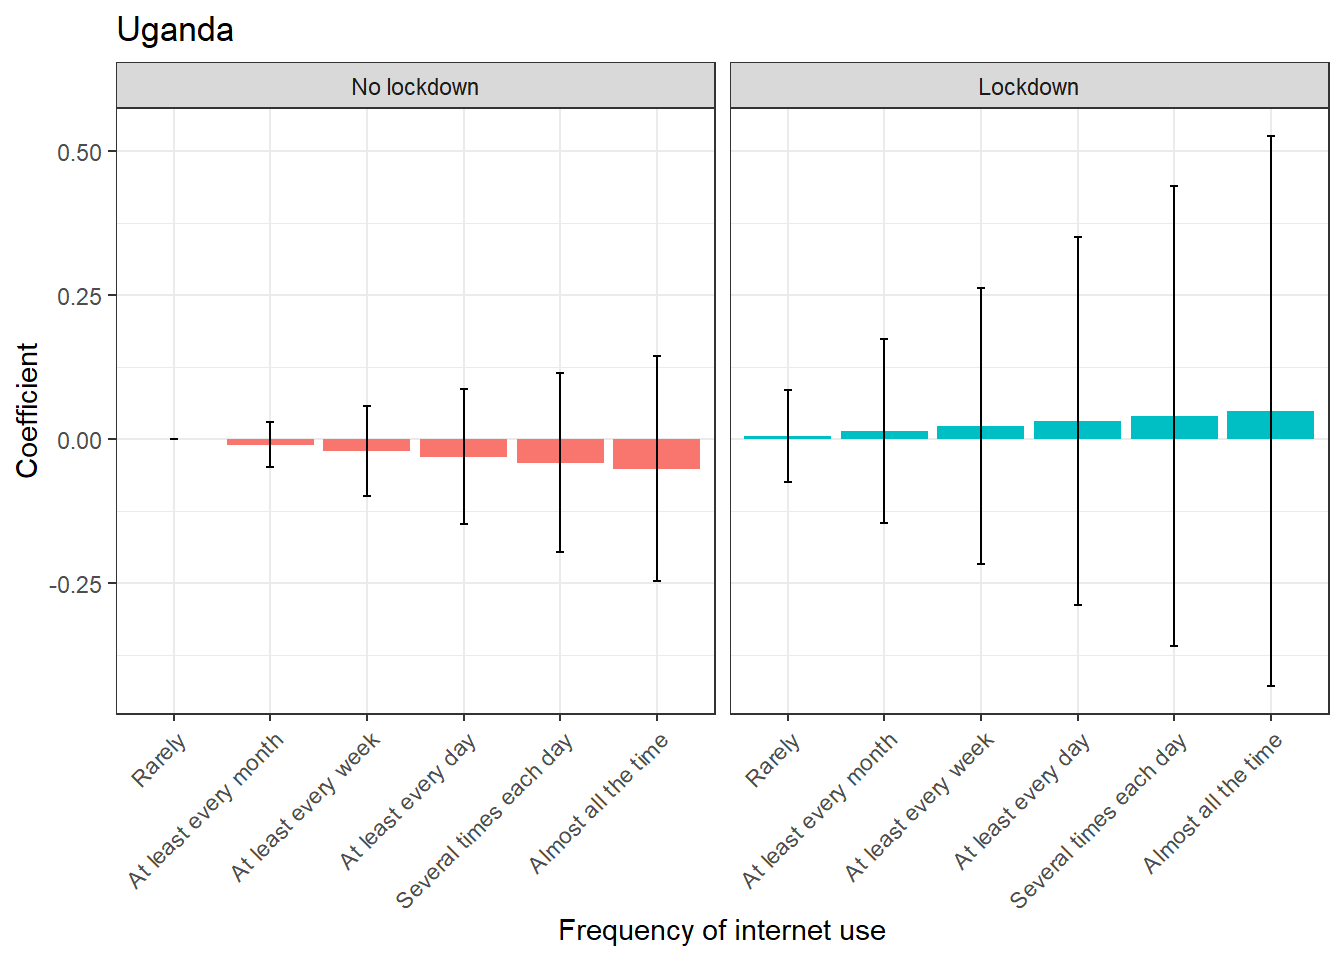 Uganda
No lockdown
Lockdown
Coefficient
0.50
0.25
0.00
-0.25
Rarely
At least every month
At least every week
At least every day
Several times each day
Almost all the time
Rarely
At least every month
At least every week
At least every day
Several times each day
Almost all the time
Frequency of internet use